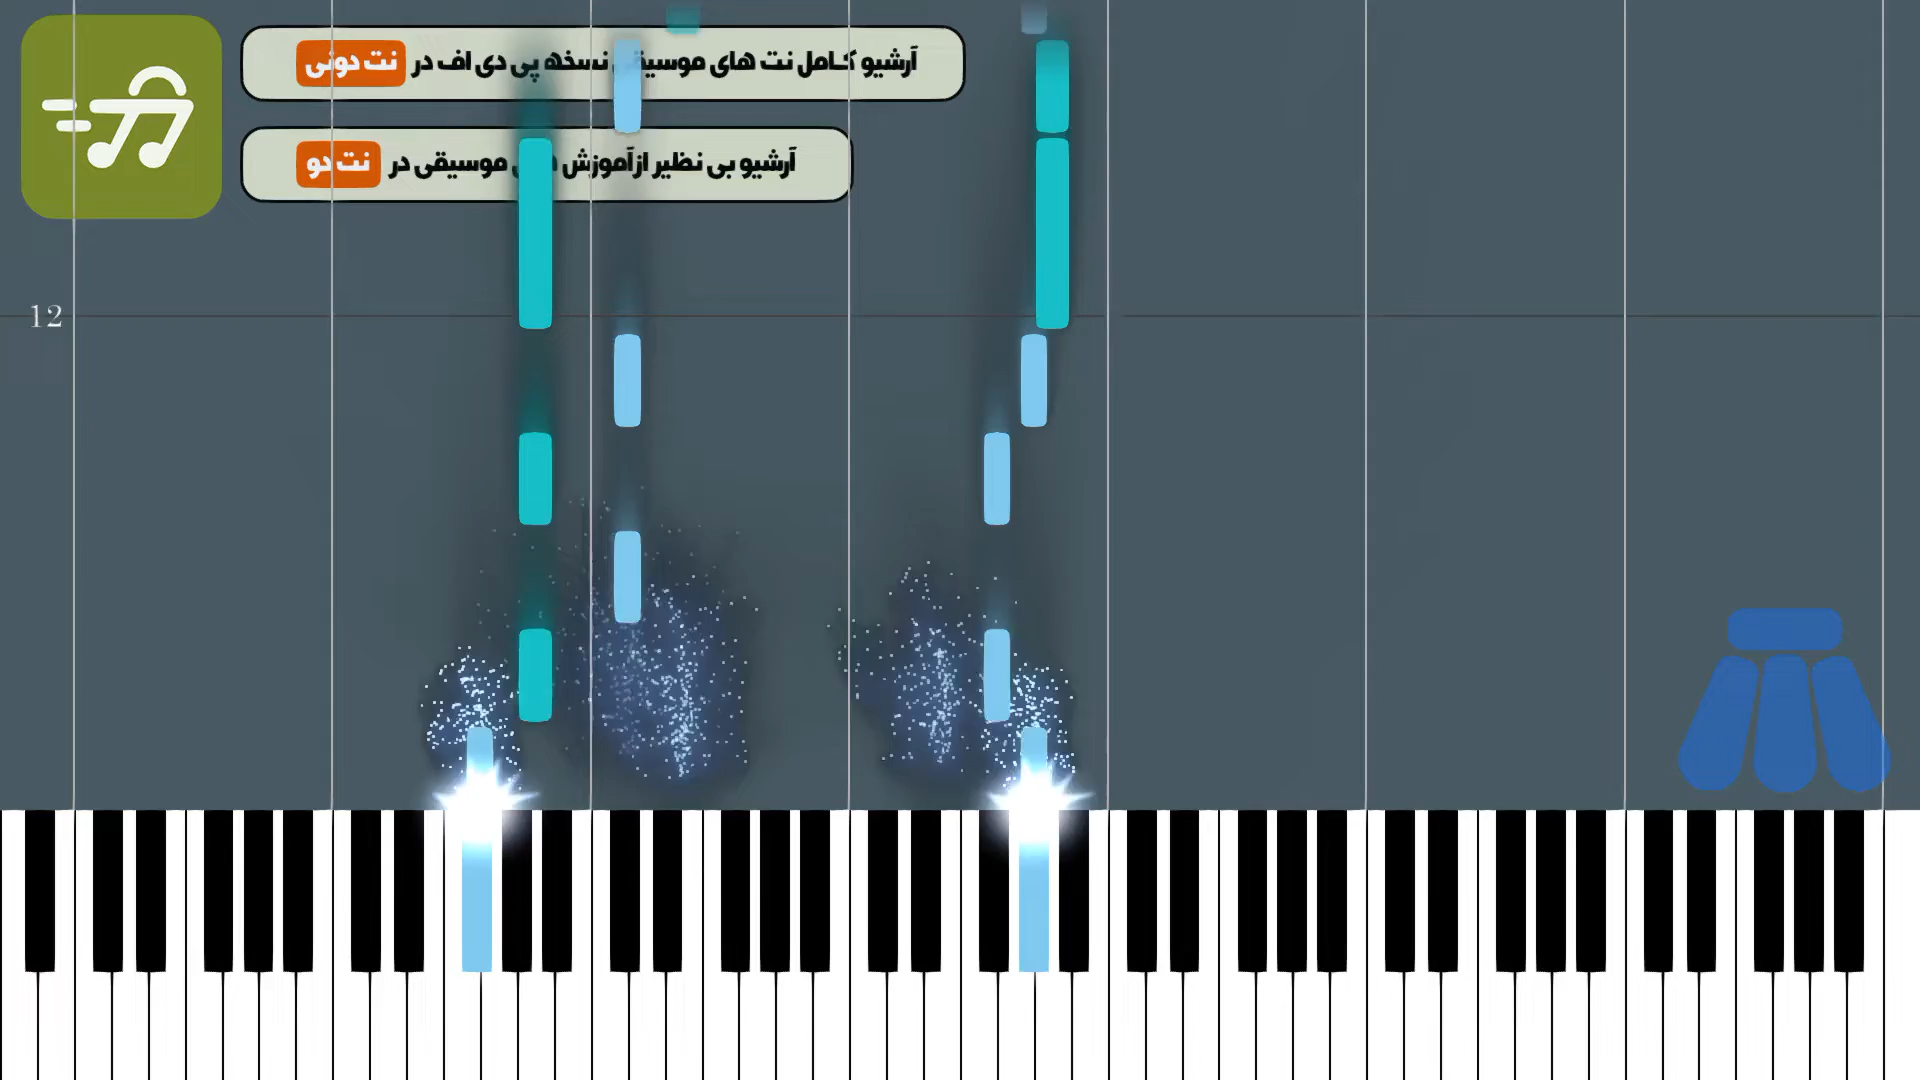 آرشیو کامل نت های موسیقی نسخه پی دی اف در نت دونی
آرشیو بی نظیر ازآموزش های موسیقی در نت دو
12